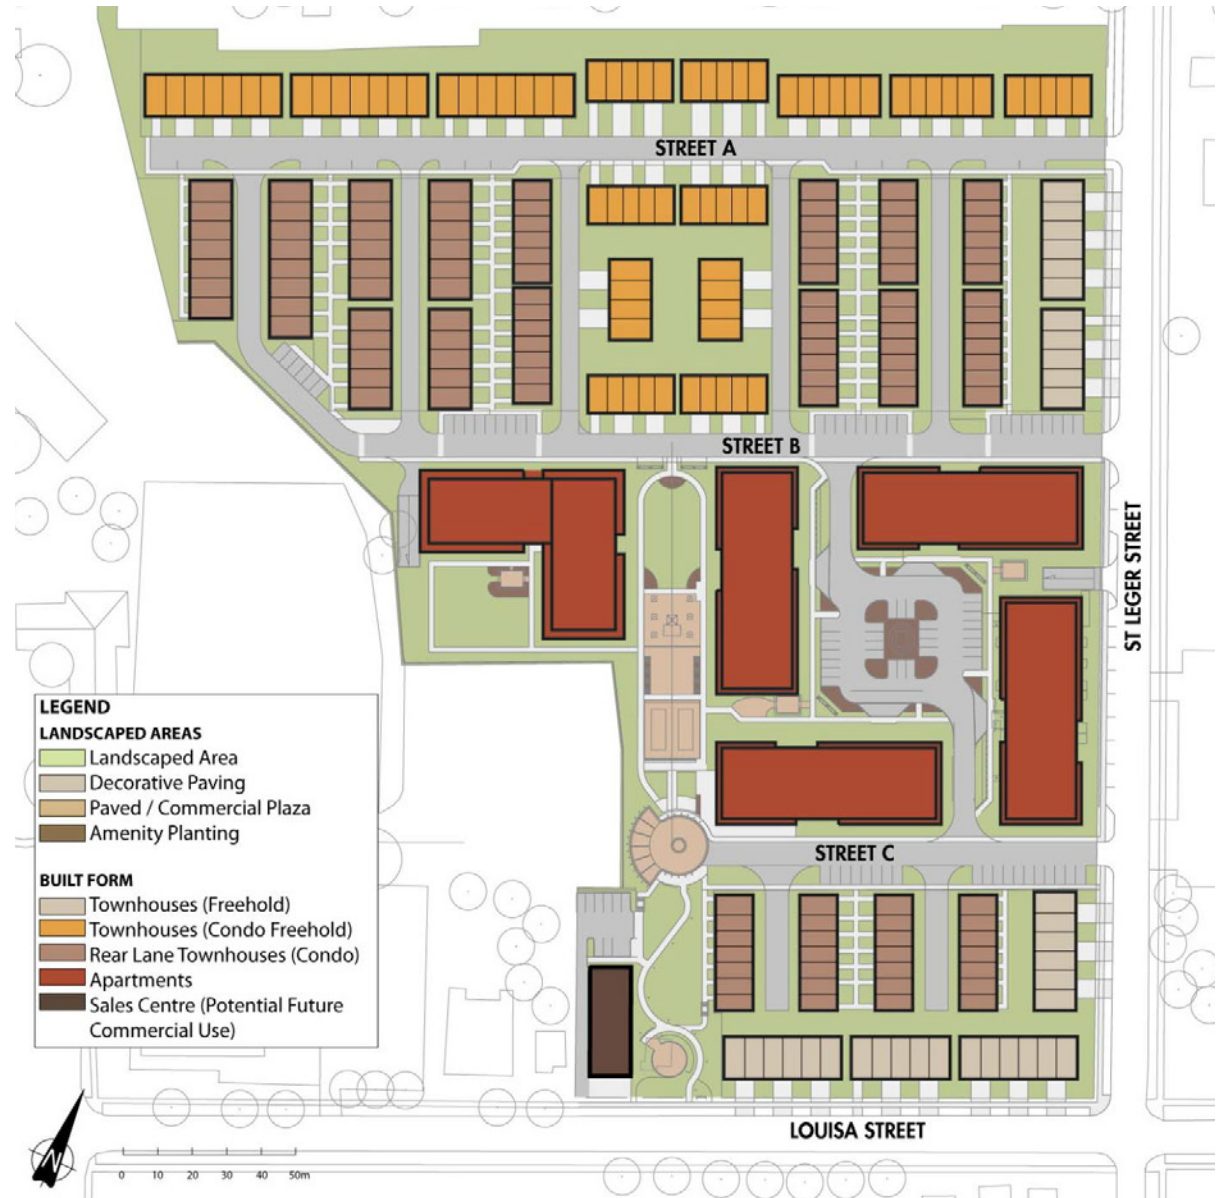 STREET A
STREET B
ST LEGER STREET
STREET C
LEGEND
LANDSCAPED AREAS
Landscaped Area
Decorative Paving
Paved / Commercial Plaza
Amenity Planting
BUILT FORM
Townhouses (Freehold)
Townhouses (Condo Freehold)
Rear Lane Townhouses (Condo)
Apartments
Sales Centre (Potential Future
Commercial Use)
LOUISA STREET
N
0 10 20 30 40 50m